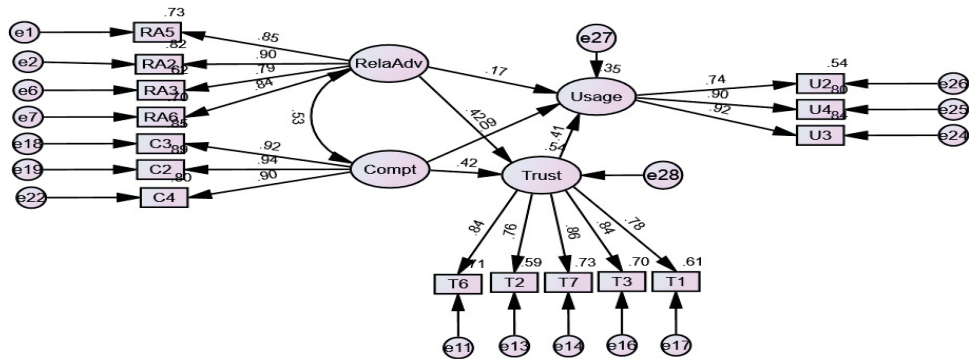 e1
.73
RA5
.85
e2
.82
RA2
.90
RelaAdv
e6
.62
RA3
.79
e7
.70
RA6
.84
e18
.85
C3
.92
e19
.89
C2
.94
Compt
e22
.80
C4
.90
.53
.17
.42
.09
.42
e27
.35
Usage
.41
.54
Trust
e28
.74
.54
U2
e26
.90
.80
U4
e25
.92
.84
U3
e24
.84
.76
.86
.84
.78
.71
.59
.73
.70
.61
T6
T2
T7
T3
T1
e11
e13
e14
e16
e17